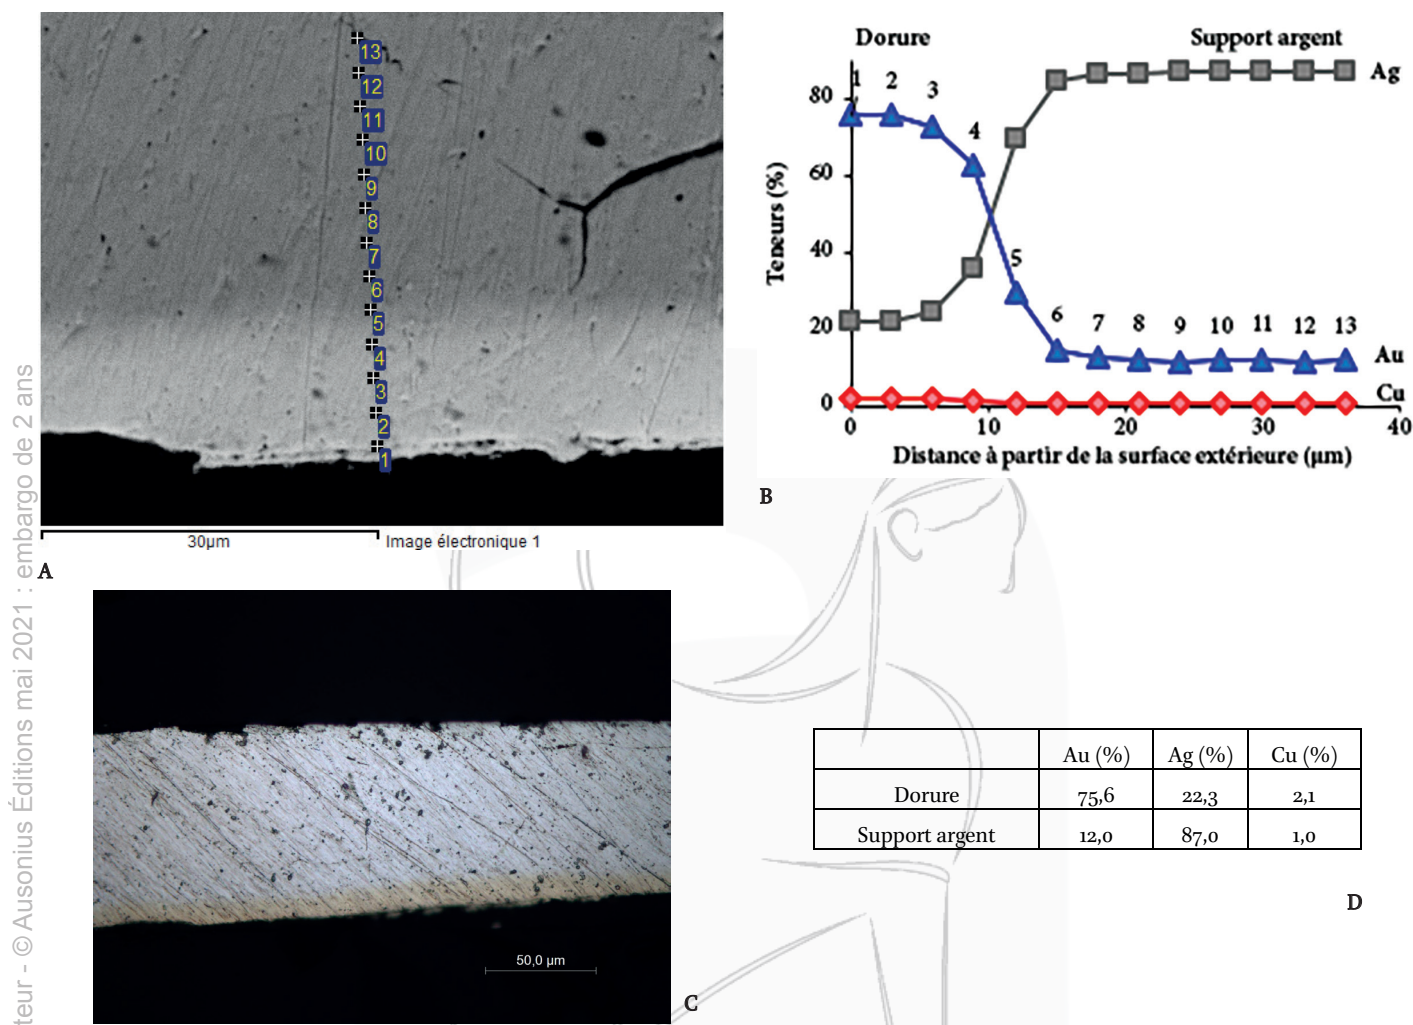 13
12
11
10
9
8
7
6
5
4
3
2
1
30µm
Image électronique 1
A
Dorure
Support argent
Ag
Au
Cu
1
2
3
4
5
6
7
8
9
10
11
12
13
80
60
40
20
0
Teneurs (%)
0
10
20
30
40
Distance à partir de la surface extérieure (µm)
B
50,0 µm
C
Au (%) Ag (%) Cu (%)
Dorure 75,6 22,3 2,1
Support argent 12,0 87,0 1,0
D
teur - © Ausonius Éditions mai 2021 : embargo de 2 ans